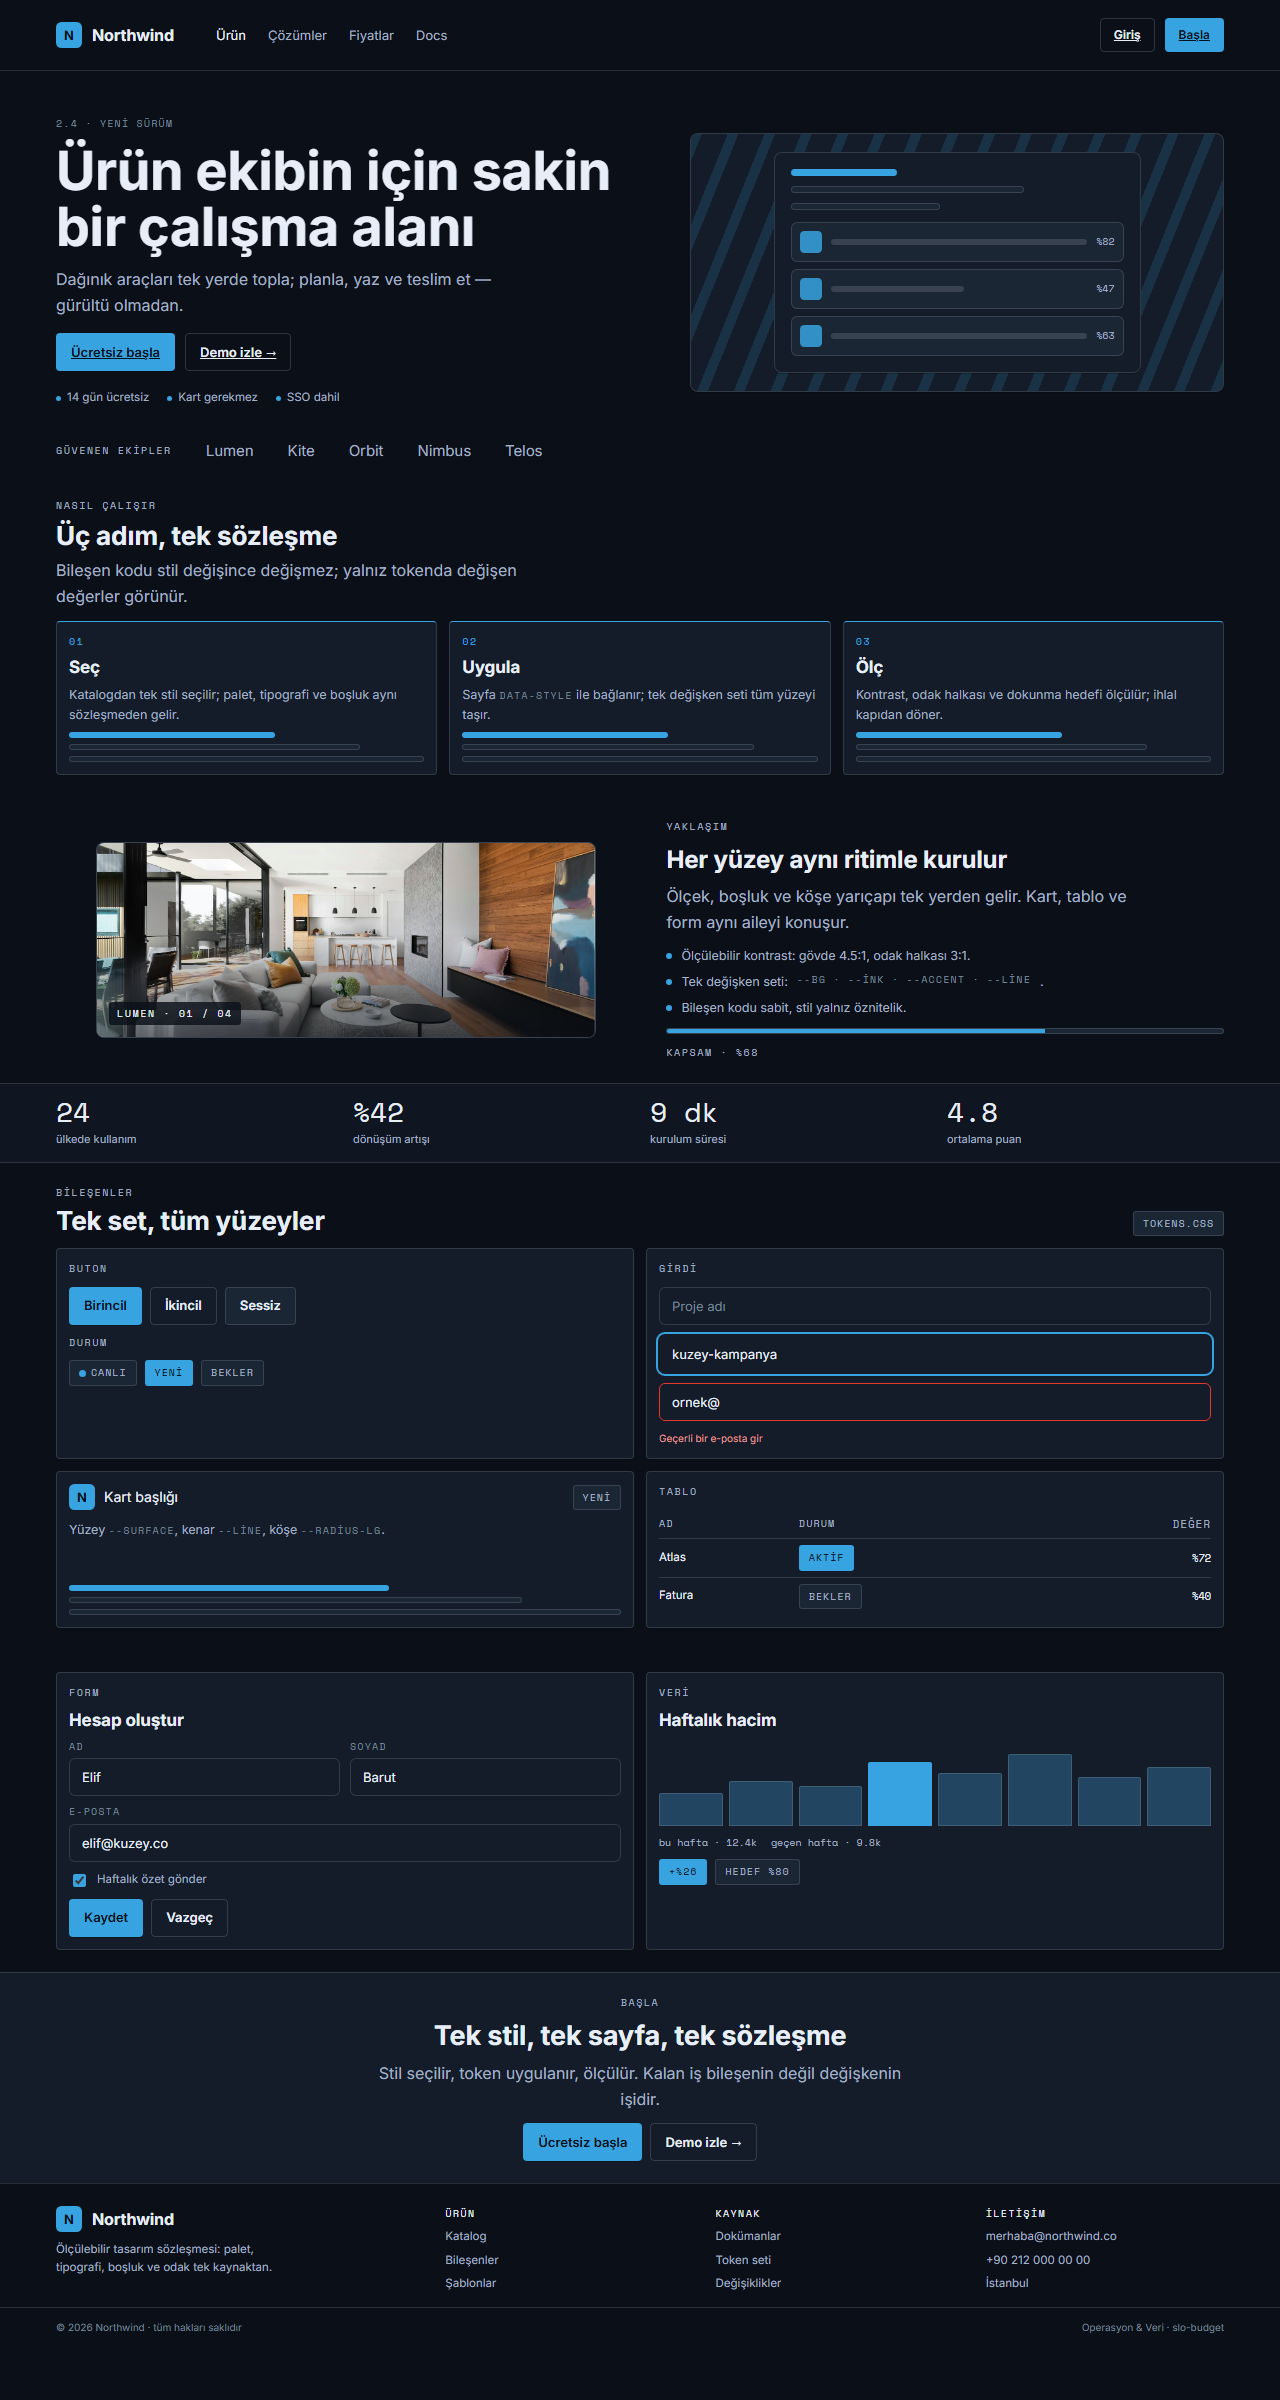 N Northwind Ürün Çözümler Fiyatlar Docs Giriş Başla
2.4 · YENİ SÜRÜM
Ürün ekibin için sakin
bir çalışma alanı
Dağınık araçları tek yerde topla; planla, yaz ve teslim et —
gürültü olmadan.
Ücretsiz başla Demo izle →
14 gün ücretsiz Kart gerekmez SSO dahil
%82
%47
%63
GÜVENEN EKİPLER Lumen Kite Orbit Nimbus Telos
NASIL ÇALIŞIR
Üç adım, tek sözleşme
Bileşen kodu stil değişince değişmez; yalnız tokenda değişen
değerler görünür.
01
Seç
Katalogdan tek stil seçilir; palet, tipografi ve boşluk aynı
sözleşmeden gelir.
02
Uygula
Sayfa DATA-STYLE ile bağlanır; tek değişken seti tüm yüzeyi
taşır.
03
Ölç
Kontrast, odak halkası ve dokunma hedefi ölçülür; ihlal
kapıdan döner.
LUMEN · 01 / 04
YAKLAŞIM
Her yüzey aynı ritimle kurulur
Ölçek, boşluk ve köşe yarıçapı tek yerden gelir. Kart, tablo ve
form aynı aileyi konuşur.
Ölçülebilir kontrast: gövde 4.5:1, odak halkası 3:1.
Tek değişken seti: --BG · --İNK · --ACCENT · --LİNE .
Bileşen kodu sabit, stil yalnız öznitelik.
KAPSAM · %68
24 %42 9 dk 4.8
ülkede kullanım dönüşüm artışı kurulum süresi ortalama puan
BİLEŞENLER
Tek set, tüm yüzeyler
TOKENS.CSS
BUTON
Birincil İkincil Sessiz
DURUM
CANLI YENİ BEKLER
GİRDİ
Proje adı
kuzey-kampanya
ornek@
Geçerli bir e-posta gir
N Kart başlığı YENİ
Yüzey --SURFACE, kenar --LİNE, köşe --RADİUS-LG.
TABLO
AD DURUM DEĞER
Atlas AKTİF %72
Fatura BEKLER %40
FORM
Hesap oluştur
AD SOYAD
Elif Barut
E-POSTA
elif@kuzey.co
Haftalık özet gönder
Kaydet Vazgeç
VERİ
Haftalık hacim
bu hafta · 12.4k geçen hafta · 9.8k
+%26 HEDEF %80
BAŞLA
Tek stil, tek sayfa, tek sözleşme
Stil seçilir, token uygulanır, ölçülür. Kalan iş bileşenin değil değişkenin
işidir.
Ücretsiz başla Demo izle →
N Northwind
Ölçülebilir tasarım sözleşmesi: palet,
tipografi, boşluk ve odak tek kaynaktan.
ÜRÜN
Katalog
Bileşenler
Şablonlar
KAYNAK
Dokümanlar
Token seti
Değişiklikler
İLETİŞİM
merhaba@northwind.co
+90 212 000 00 00
İstanbul
© 2026 Northwind · tüm hakları saklıdır
Operasyon & Veri · slo-budget